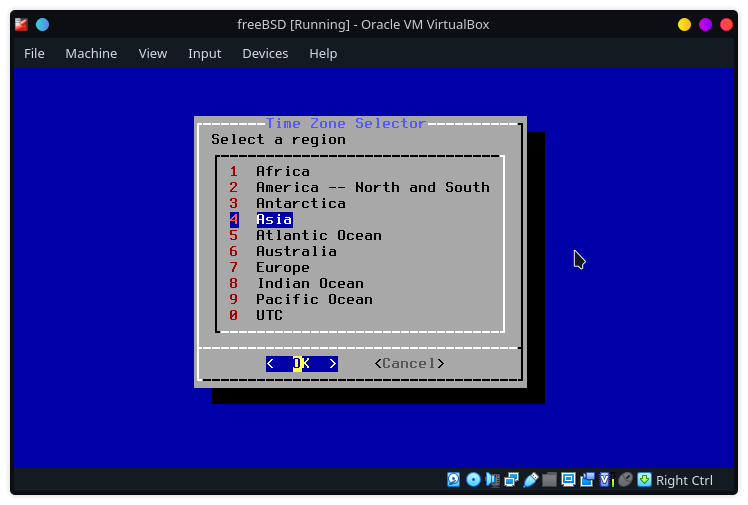 freeBSD [Running] - Oracle VM VirtualBox
File Machine View Input Devices Help
Time Zone Selector
Select a region
1 Africa
2 America -- North and South
3 Antarctica
4 Asia
5 Atlantic Ocean
6 Australia
7 Europe
8 Indian Ocean
9 Pacific Ocean
0 UTC
< OK > <Cancel>
Right Ctrl